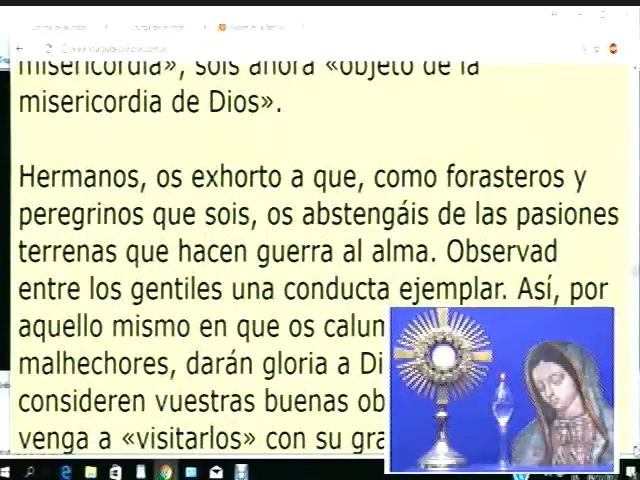 misericordia», sois ahora «objeto de la
misericordia de Dios».
Hermanos, os exhorto a que, como forasteros y
peregrinos que sois, os abstengáis de las pasiones
terrenas que hacen guerra al alma. Observad
entre los gentiles una conducta ejemplar. Así, por
aquello mismo en que os calum
malhechores, darán gloria a Di
consideren vuestras buenas ob
venga a «visitarlos» con su gra